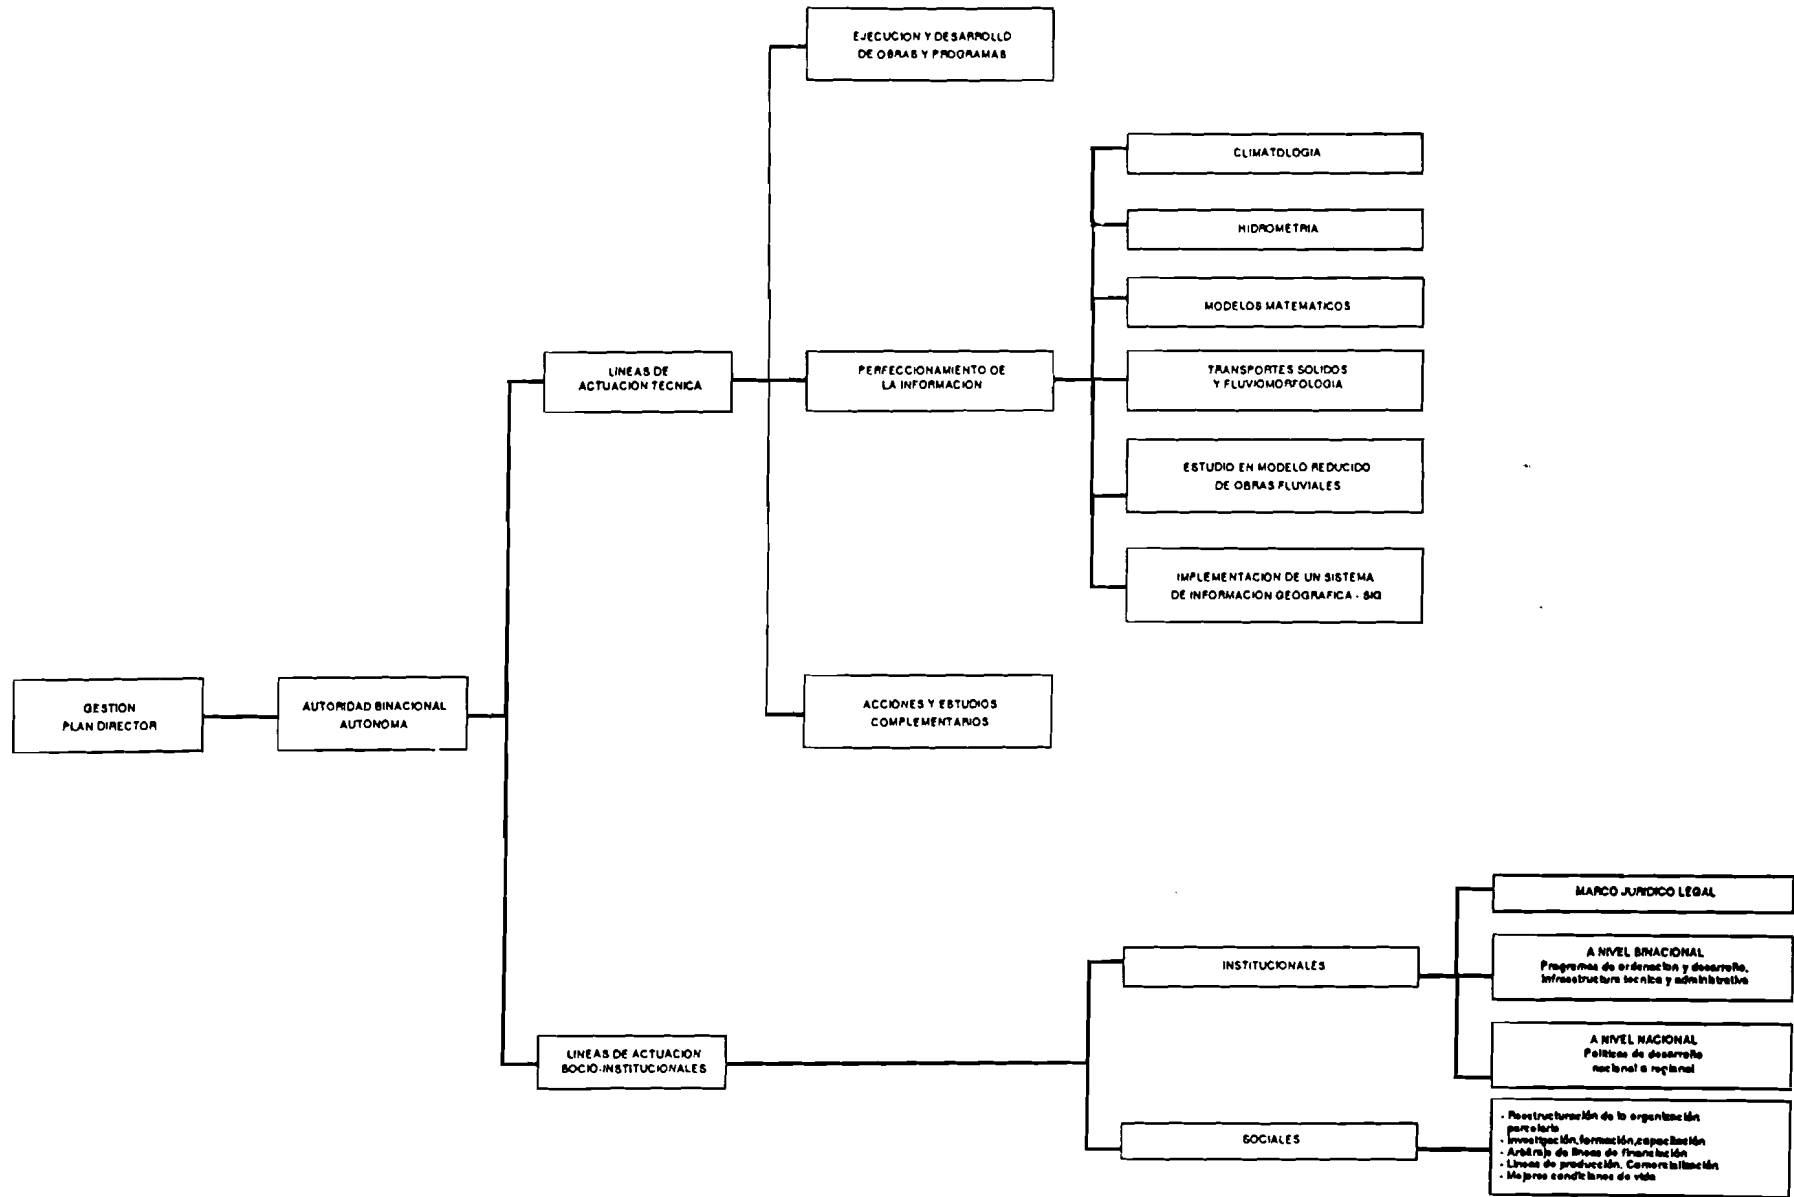 EJECUCION Y DESARROLLO
DE OBRAS Y PROGRAMAS
CLIMATOLOGIA
HIDROMETRIA
MODELOS MATEMATICOS
LINEAS DE
ACTUACION TECNICA
PERFECCIONAMIENTO DE
LA INFORMACION
TRANSPORTES SOLIDOS
Y FLUVIOMORFOLOGIA
ESTUDIO EN MODELO REDUCIDO
DE OBRAS FLUVIALES
IMPLEMENTACION DE UN SISTEMA
DE INFORMACION GEOGRAFICA - SIG
GESTION
PLAN DIRECTOR
AUTORIDAD BINACIONAL
AUTONOMA
ACCIONES Y ESTUDIOS
COMPLEMENTARIOS
MARCO JURIDICO LEGAL
INSTITUCIONALES
A NIVEL BINACIONAL
Programas de ordenacion y desarrollo,
Infraestructura tecnica y administrativa
A NIVEL NACIONAL
Politicas de desarrollo
nacional a regional
LINEAS DE ACTUACION
SOCIO-INSTITUCIONALES
SOCIALES
- Reestructuración de la organización
parcelaria
- Investigación,formación,capacitación
- Arbitraje de líneas de financiación
- Líneas de producción. Comercialización
- Mejores condiciones de vida